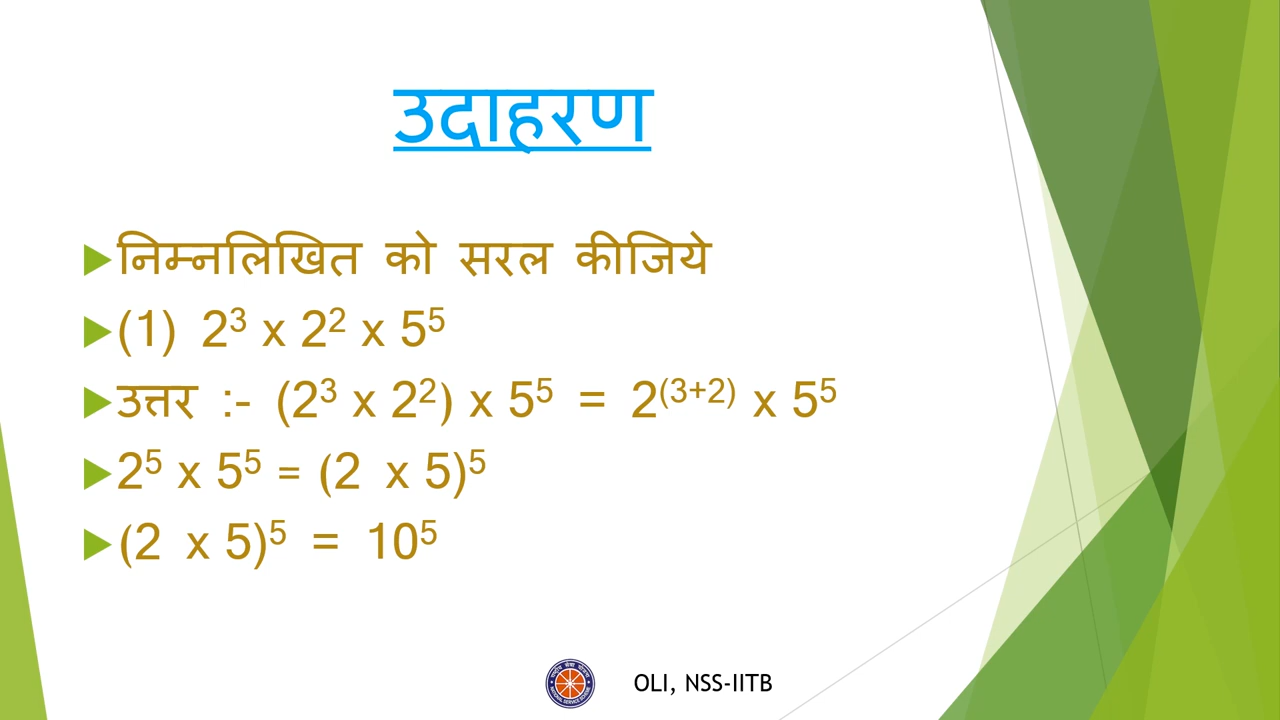 उदाहरण
निम्नलिखित को सरल कीजिये
(1) 2³ x 2² x 5⁵
उत्तर :- (2³ x 2²) x 5⁵ = 2⁽³⁺²⁾ x 5⁵
2⁵ x 5⁵ = (2 x 5)⁵
(2 x 5)⁵ = 10⁵
OLI, NSS-IITB